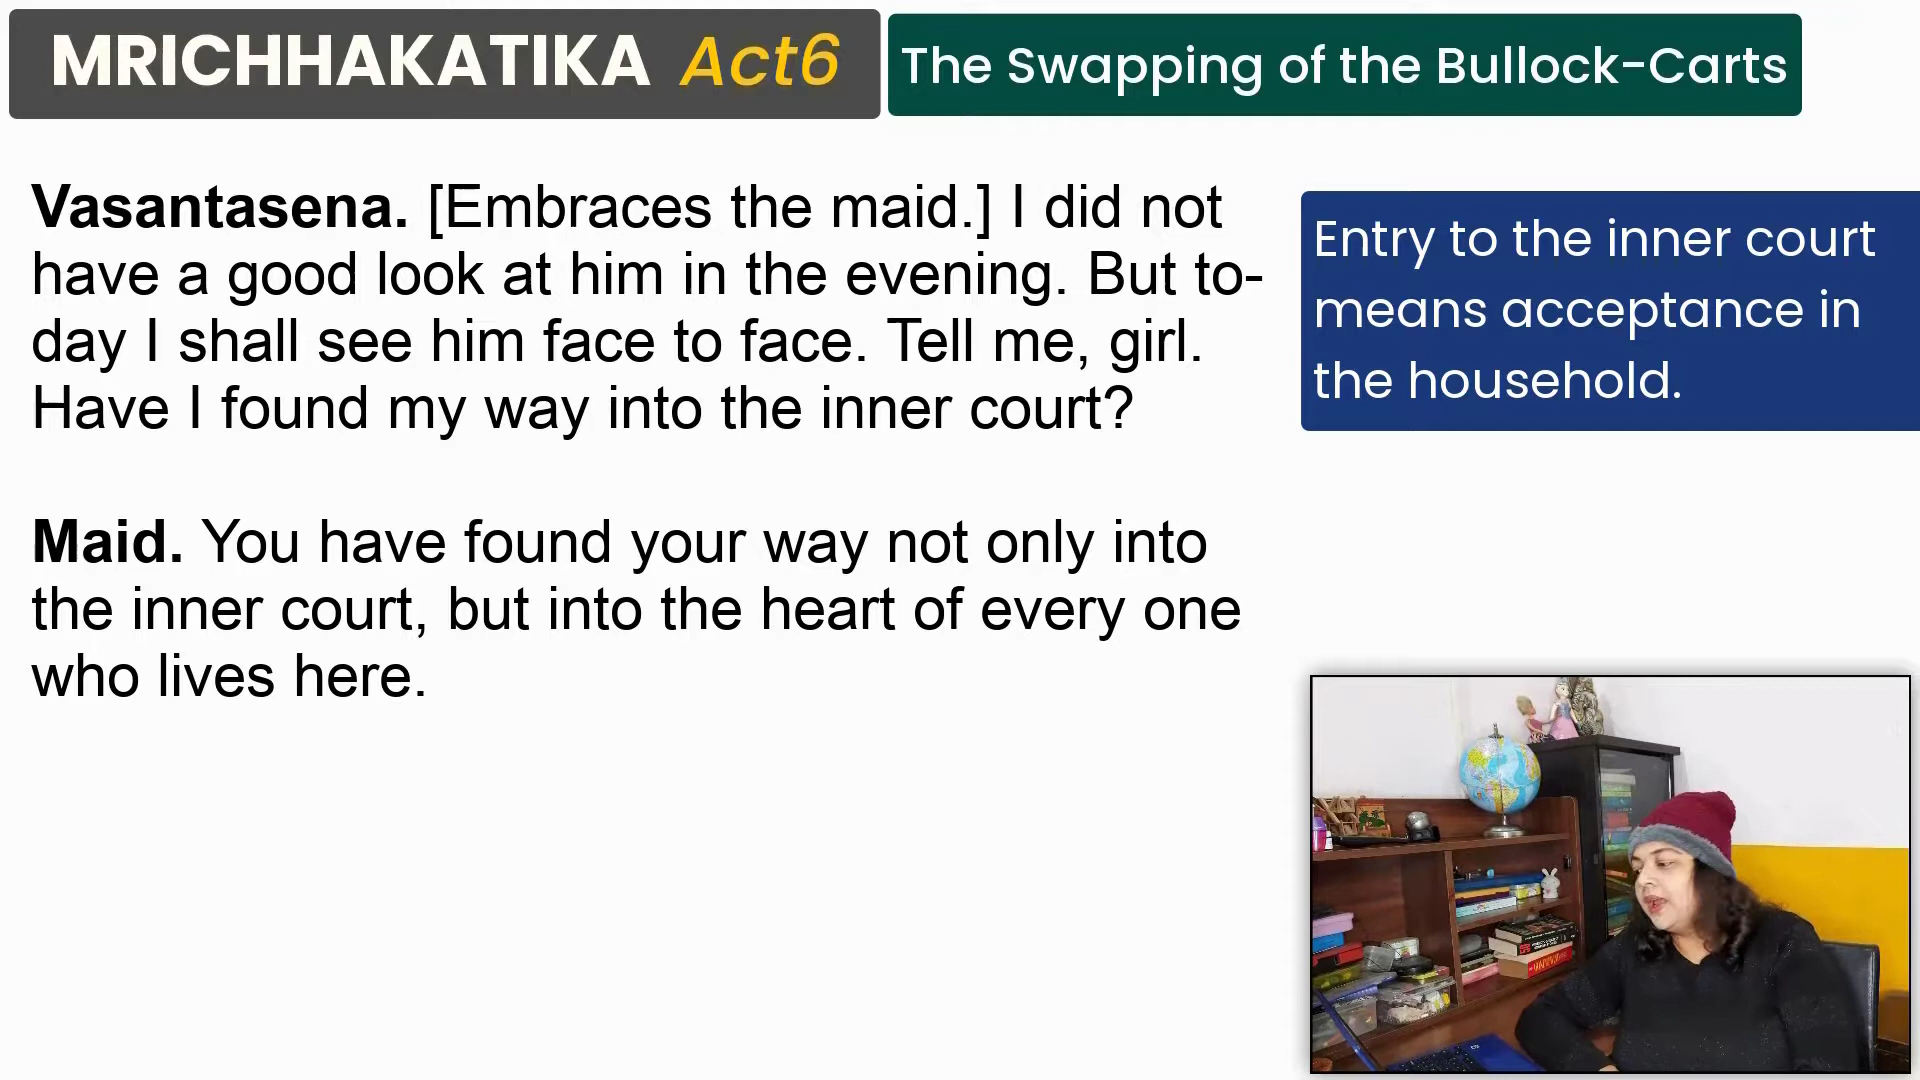 MRICHHAKATIKA Act6
The Swapping of the Bullock-Carts
Vasantasena. [Embraces the maid.] I did not
have a good look at him in the evening. But to-
day I shall see him face to face. Tell me, girl.
Have I found my way into the inner court?
Maid. You have found your way not only into
the inner court, but into the heart of every one
who lives here.
Entry to the inner court
means acceptance in
the household.